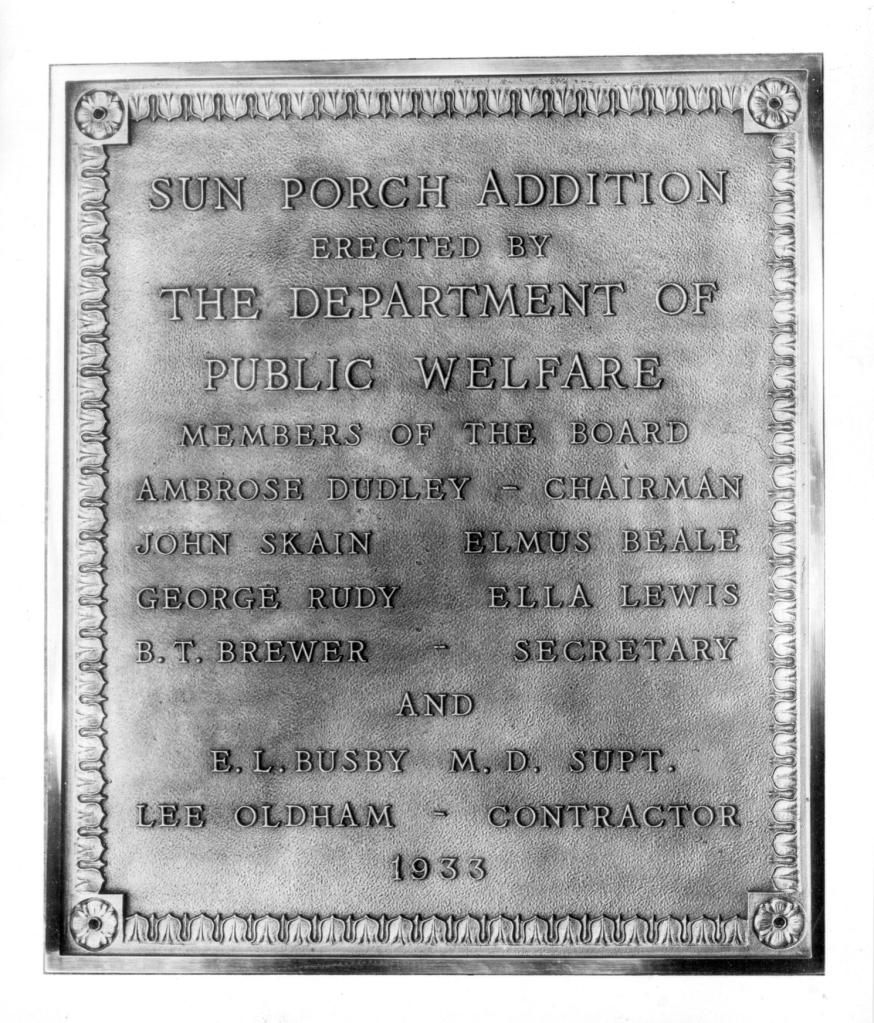 SUN PORCH ADDITION
ERECTED BY
THE DEPARTMENT OF
PUBLIC WELFARE
MEMBERS OF THE BOARD
AMBROSE DUDLEY - CHAIRMAN
JOHN SKAIN ELMUS BEALE
GEORGE RUDY ELLA LEWIS
B.T. BREWER - SECRETARY
AND
E.L. BUSBY M.D. SUPT.
LEE OLDHAM - CONTRACTOR
1933